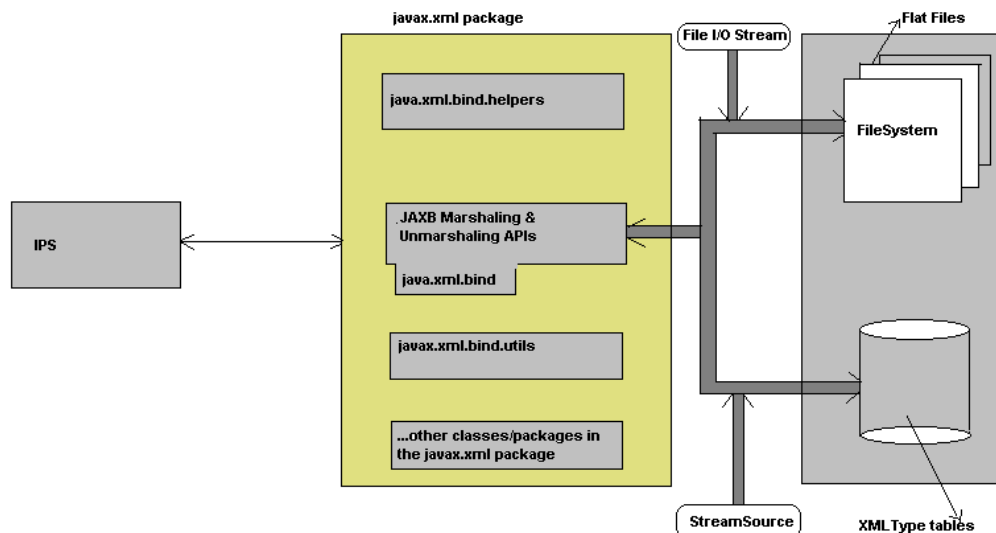 javax.xml package
Flat Files
File I/O Stream
java.xml.bind.helpers
FileSystem
JAXB Marshaling &
Unmarshaling APIs
IPS
java.xml.bind
javax.xml.bind.utils
...other classes/packages in
the javax.xml package
StreamSource
XMLType tables